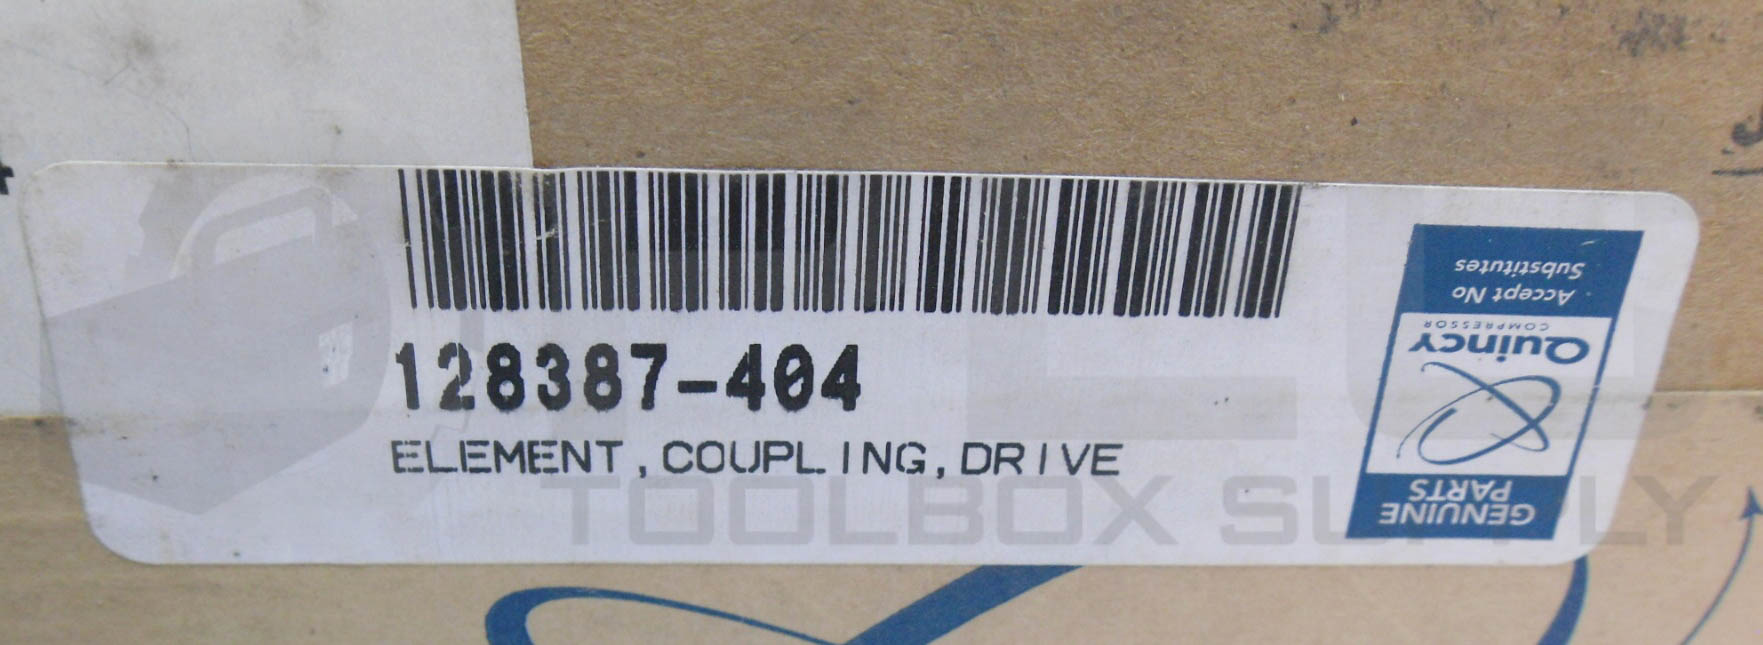 128387-404
ELEMENT,COUPLING,DRIVE
GENUINE
PARTS
Quincy
COMPRESSOR
Accept No
Substitutes
TOOLBOX SUPPLY